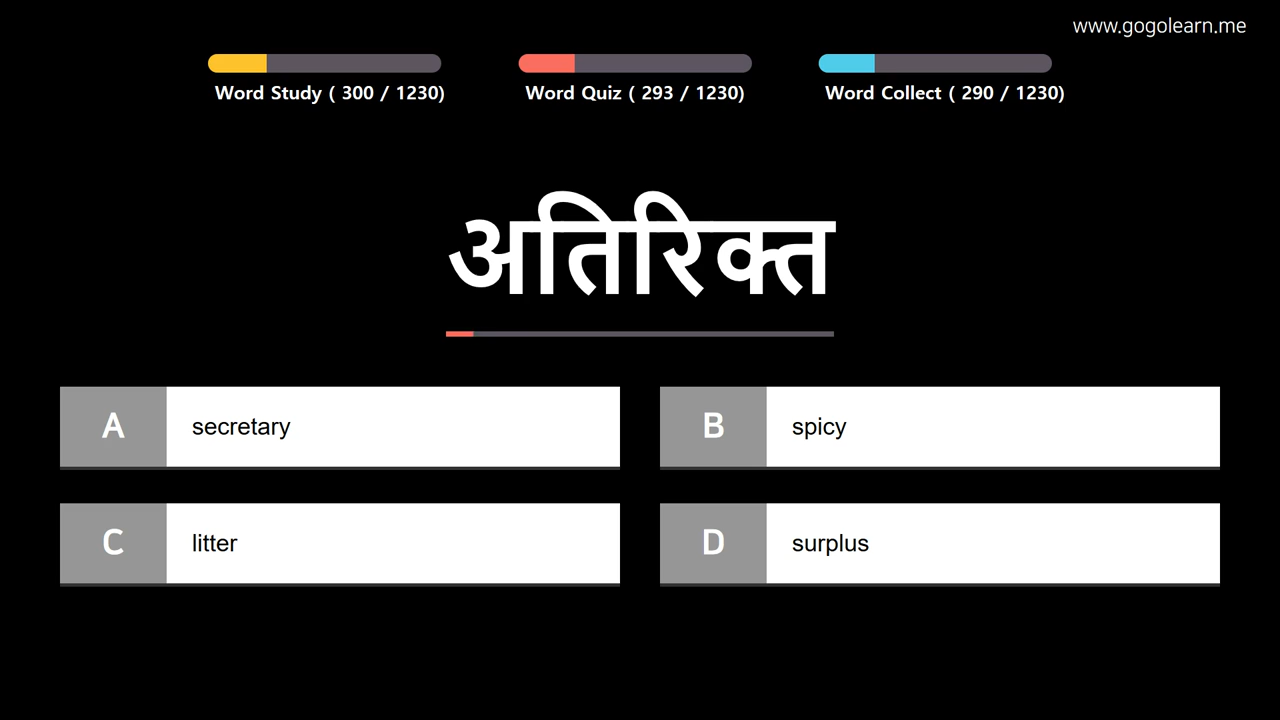 www.gogolearn.me
Word Study ( 300 / 1230)
Word Quiz ( 293 / 1230)
Word Collect ( 290 / 1230)
अतिरिक्त
A secretary
B spicy
C litter
D surplus